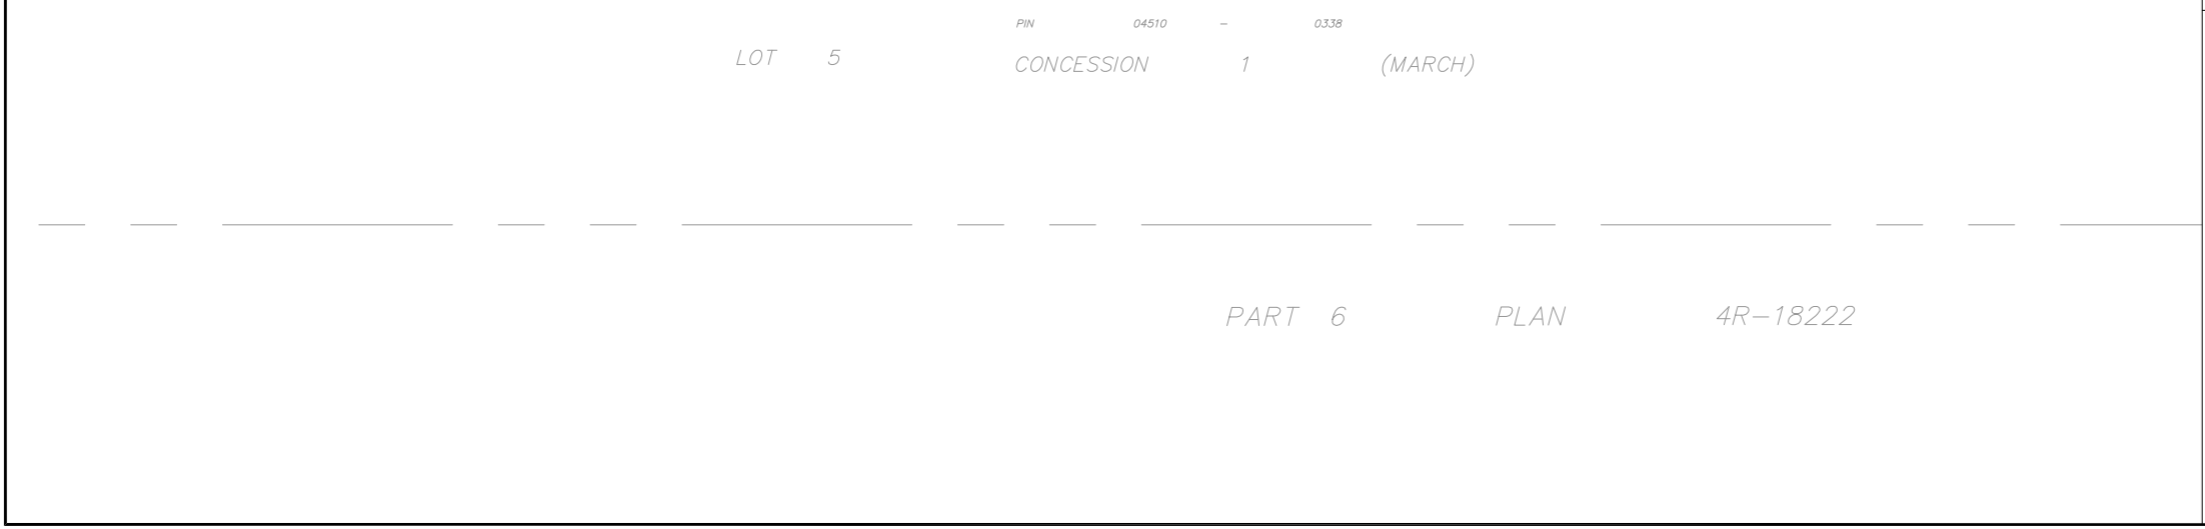 PIN 04510 - 0338
LOT 5 CONCESSION 1 (MARCH)
PART 6 PLAN 4R-18222